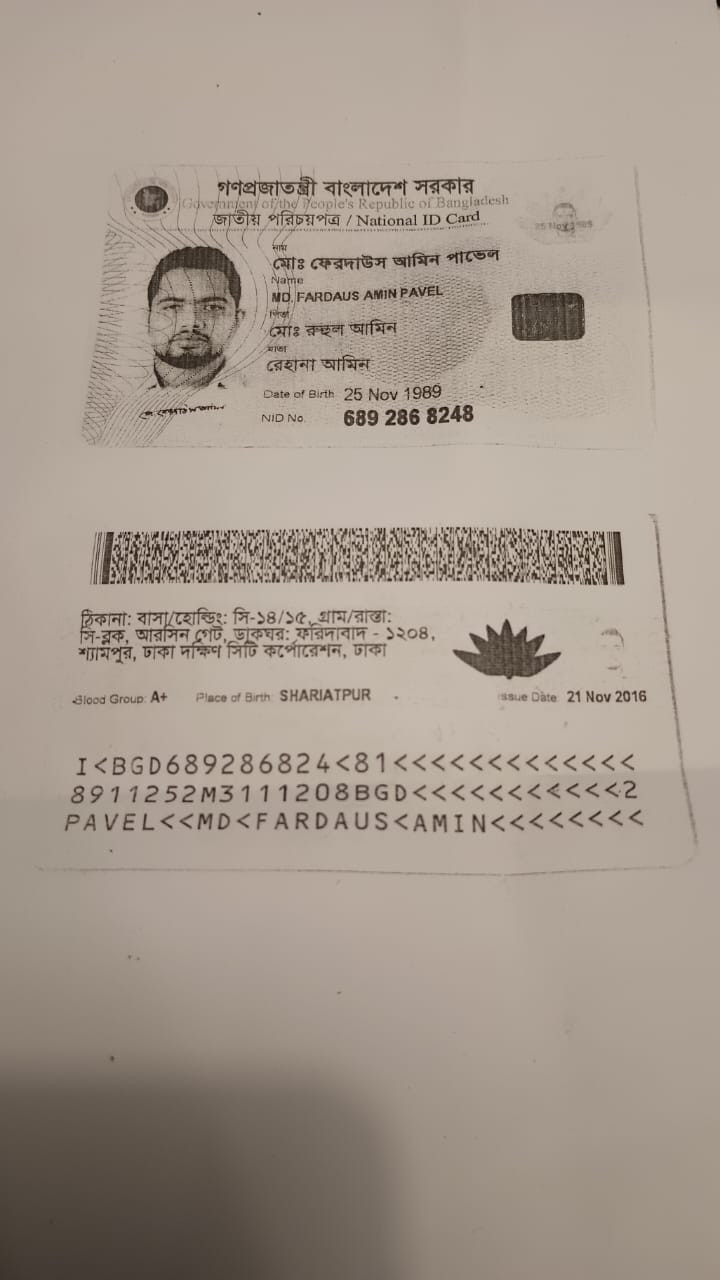 গণপ্রজাতন্ত্রী বাংলাদেশ সরকার
Government of the People's Republic of Bangladesh
জাতীয় পরিচয়পত্র / National ID Card
25 Nov 1989
নাম
মোঃ ফেরদাউস আমিন পাভেল
Name
MD. FARDAUS AMIN PAVEL
পিতা
মোঃ রুহুল আমিন
মাতা
রেহানা আমিন
Date of Birth 25 Nov 1989
NID No. 689 286 8248
ঠিকানা: বাসা/হোল্ডিং: সি-১৪/১৫, গ্রাম/রাস্তা:
সি-ব্লক, আরসিন গেট, ডাকঘর: ফরিদাবাদ - ১২০৪,
শ্যামপুর, ঢাকা দক্ষিণ সিটি কর্পোরেশন, ঢাকা
Blood Group: A+ Place of Birth: SHARIATPUR Issue Date: 21 Nov 2016
I<BGD689286824<81<<<<<<<<<<<<<
8911252M3111208BGD<<<<<<<<<<<2
PAVEL<<MD<FARDAUS<AMIN<<<<<<<<